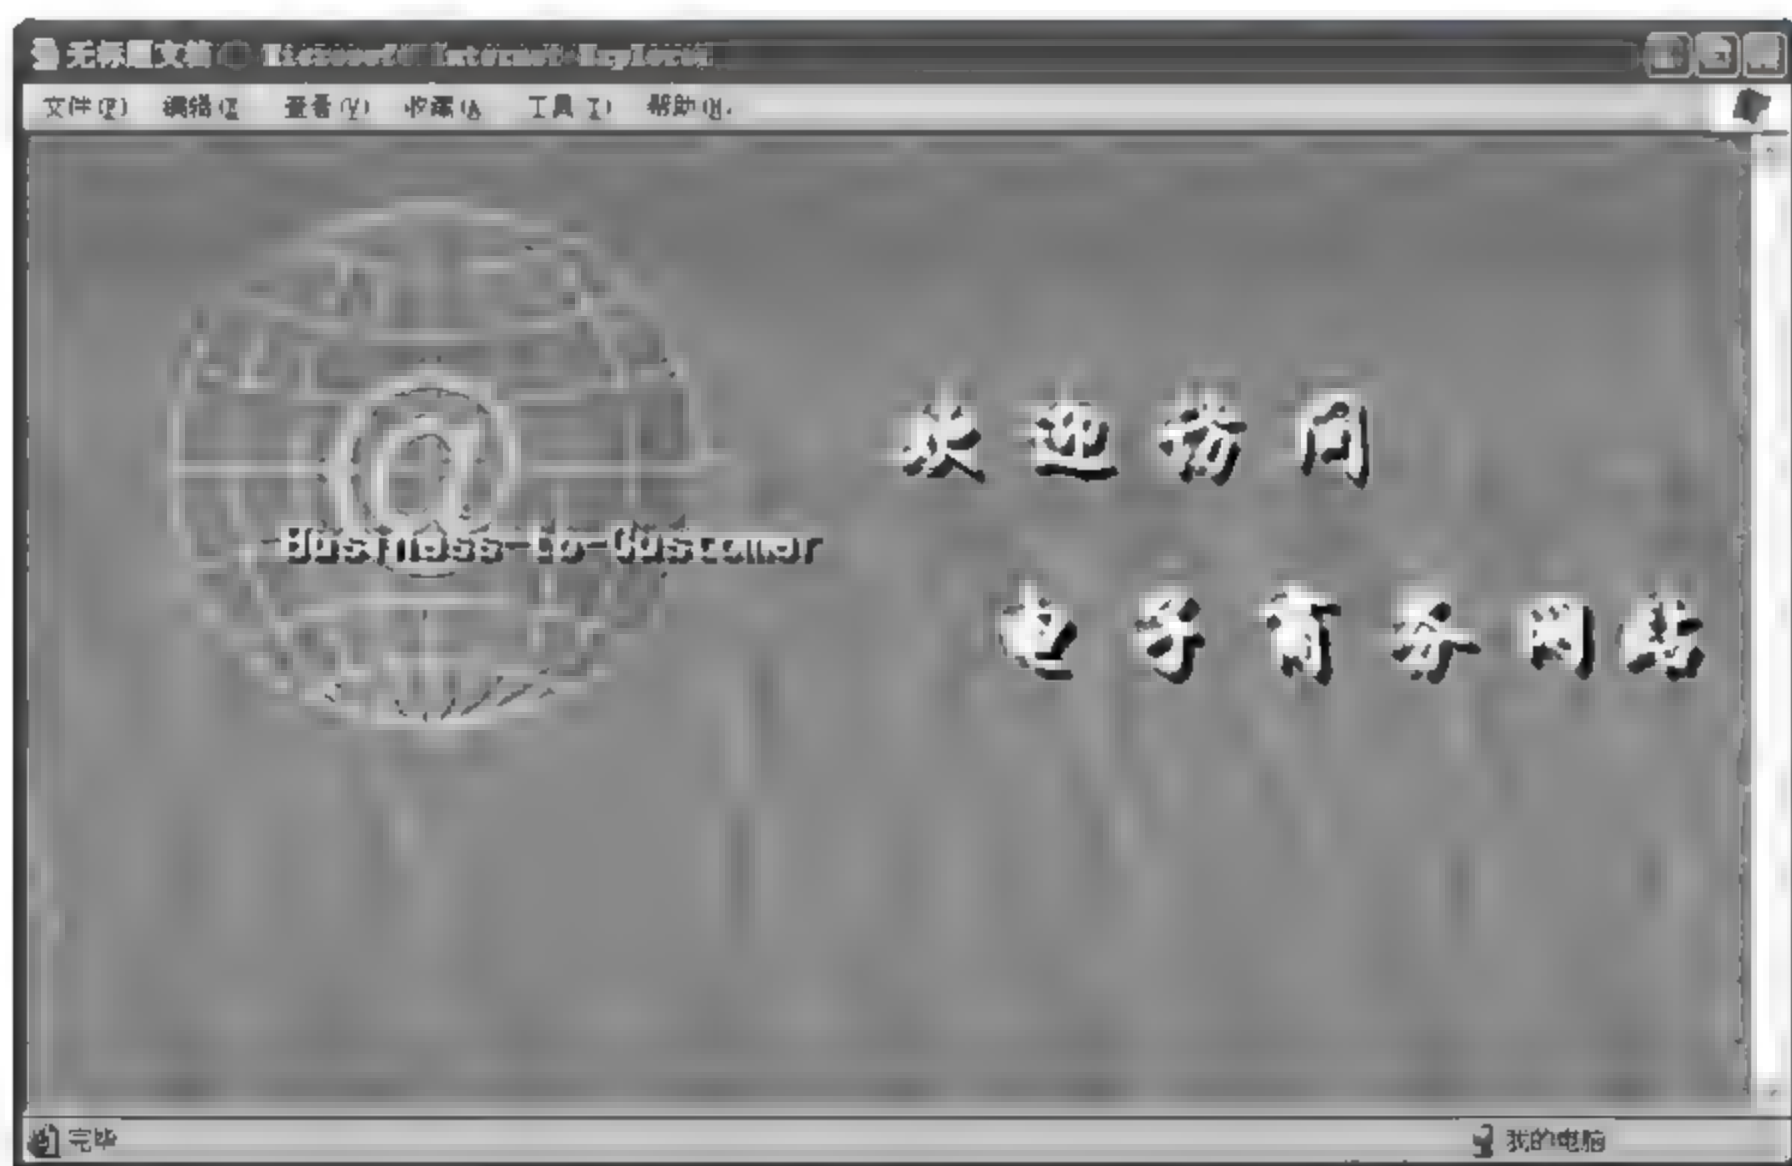 无标题文档 - Microsoft Internet Explorer
文件(F) 编辑(E 查看(V) 收藏(A 工具(T) 帮助(H)
欢迎访问
Business-to-Customer
电子商务网站
完毕 我的电脑